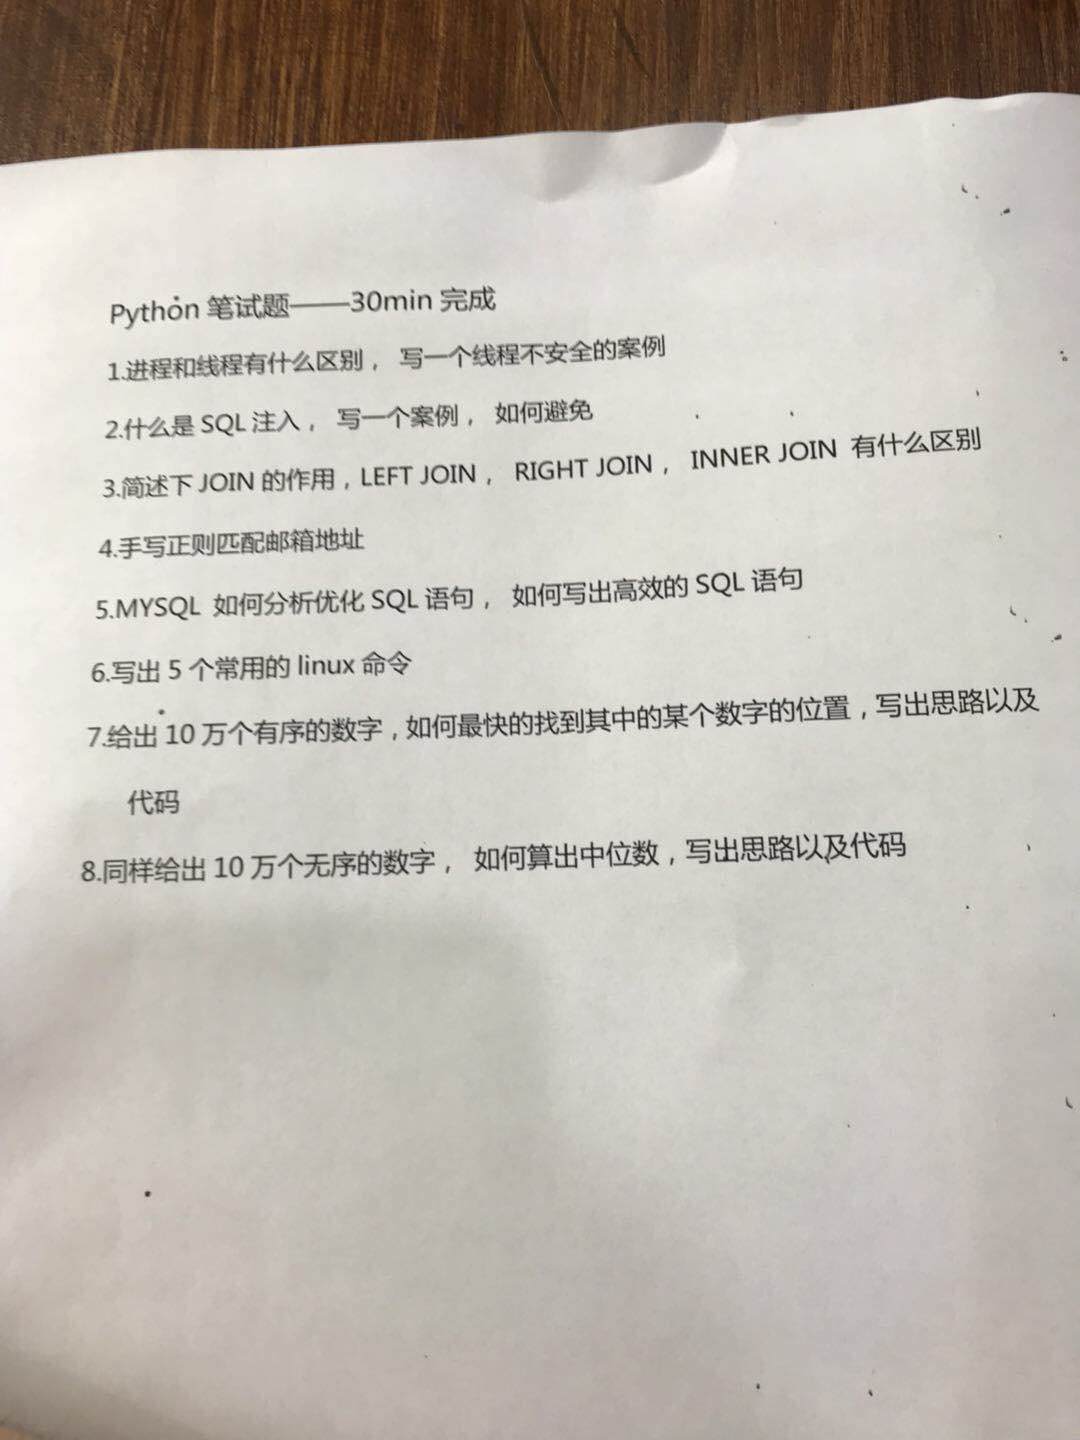 Python 笔试题——30min 完成
1.进程和线程有什么区别， 写一个线程不安全的案例
2.什么是 SQL 注入， 写一个案例， 如何避免
3.简述下 JOIN 的作用，LEFT JOIN， RIGHT JOIN， INNER JOIN 有什么区别
4.手写正则匹配邮箱地址
5.MYSQL 如何分析优化 SQL 语句， 如何写出高效的 SQL 语句
6.写出 5 个常用的 linux 命令
7.给出 10 万个有序的数字，如何最快的找到其中的某个数字的位置，写出思路以及
代码
8.同样给出 10 万个无序的数字， 如何算出中位数，写出思路以及代码